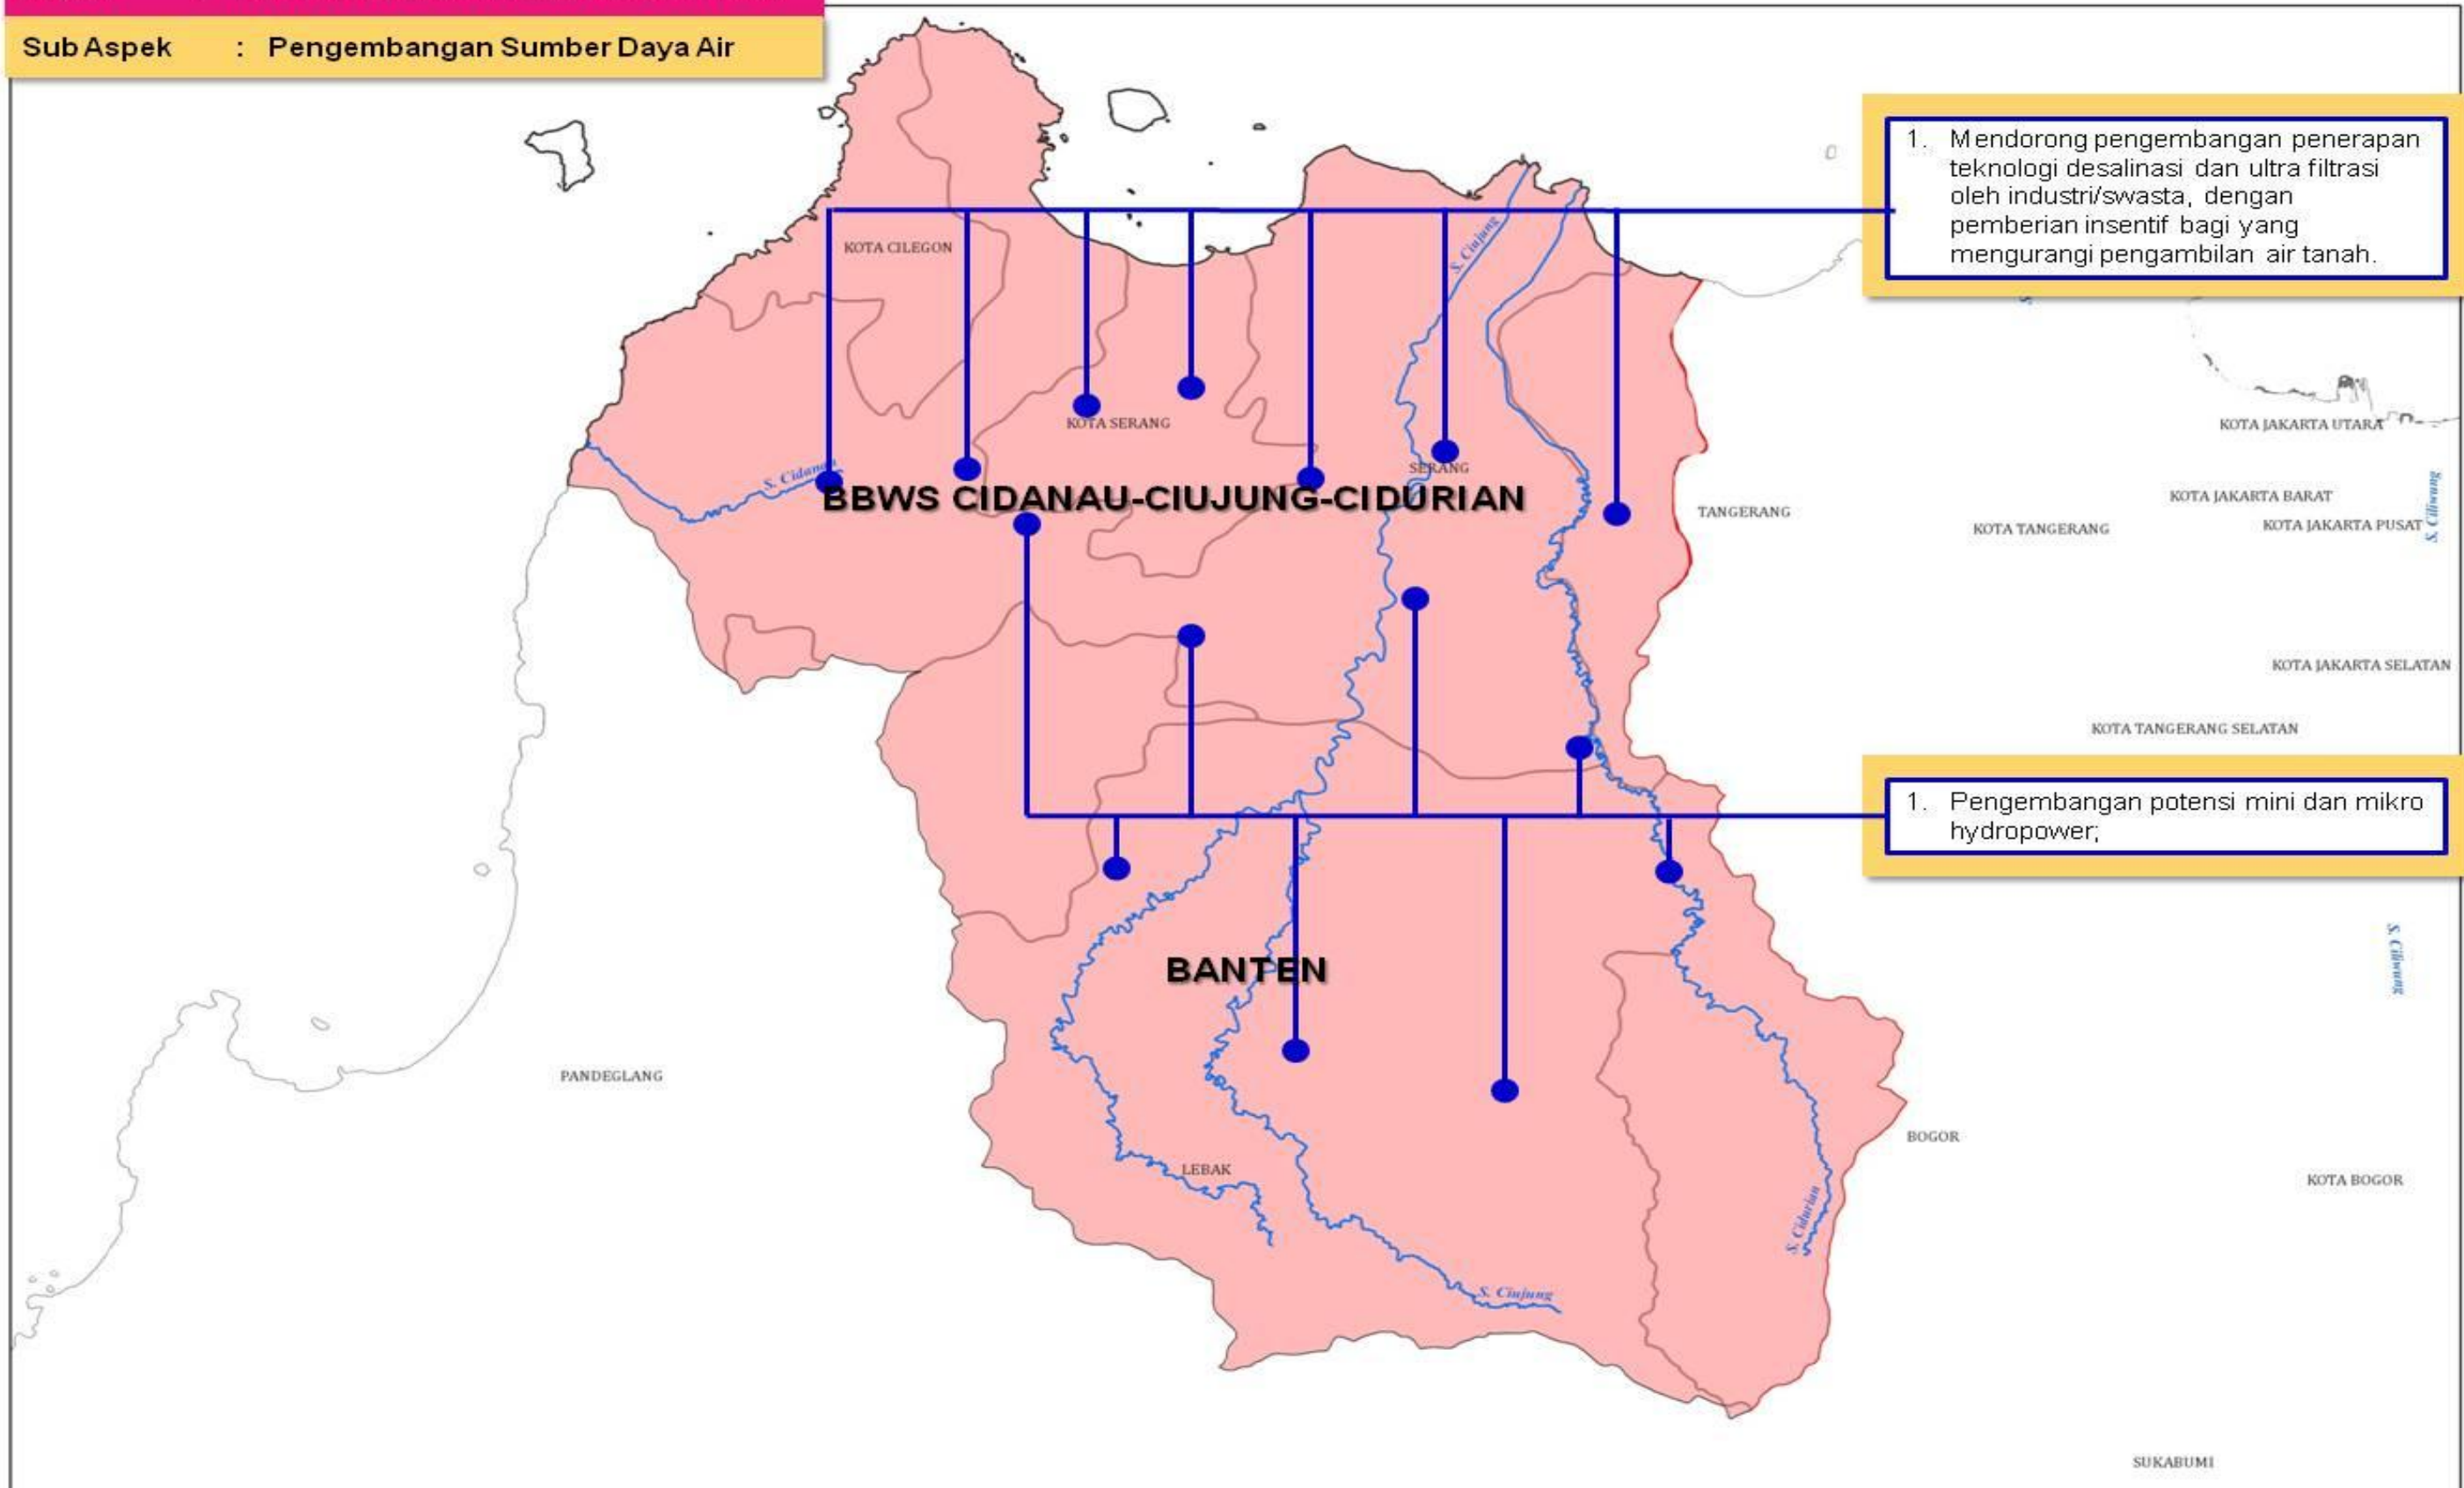 Sub Aspek : Pengembangan Sumber Daya Air
1. Mendorong pengembangan penerapan
teknologi desalinasi dan ultra filtrasi
oleh industri/swasta, dengan
pemberian insentif bagi yang
mengurangi pengambilan air tanah.
KOTA CILEGON
S. Ciujung
KOTA SERANG
KOTA JAKARTA UTARA
S. Cidanau
SERANG
BBWS CIDANAU-CIUJUNG-CIDURIAN
TANGERANG
KOTA JAKARTA BARAT
KOTA TANGERANG
KOTA JAKARTA PUSAT
S. Ciliwung
KOTA JAKARTA SELATAN
KOTA TANGERANG SELATAN
1. Pengembangan potensi mini dan mikro
hydropower;
BANTEN
S. Ciliwung
PANDEGLANG
BOGOR
LEBAK
KOTA BOGOR
S. Cidurian
S. Ciujung
SUKABUMI